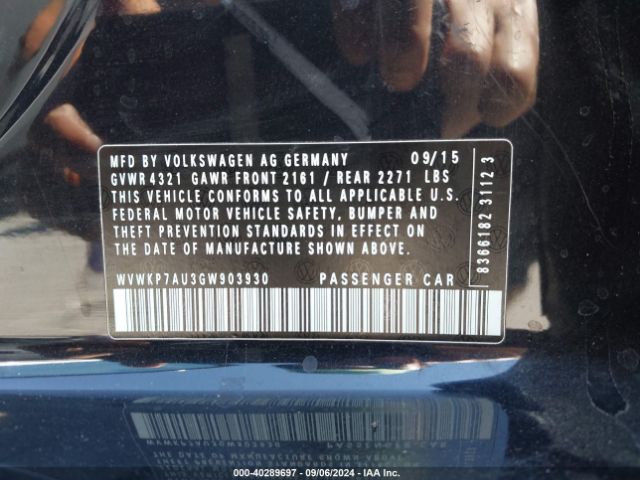 MFD BY VOLKSWAGEN AG GERMANY 09/15
GVWR 4321 GAWR FRONT 2161 / REAR 2271 LBS
THIS VEHICLE CONFORMS TO ALL APPLICABLE U.S.
FEDERAL MOTOR VEHICLE SAFETY, BUMPER AND
THEFT PREVENTION STANDARDS IN EFFECT ON
THE DATE OF MANUFACTURE SHOWN ABOVE.
WVWKP7AU3GW903930 PASSENGER CAR
8366182 3112 3
000-40289697 - 09/06/2024 - IAAI.COM